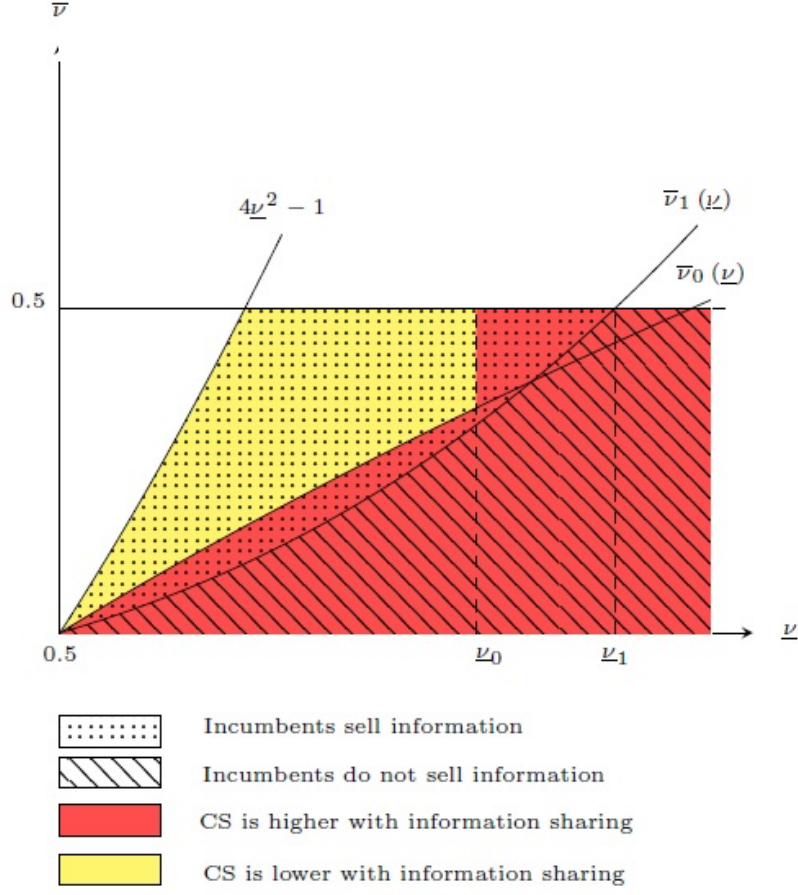 ν̅
4ν̲² − 1
ν̅₁ (ν̲)
ν̅₀ (ν̲)
0.5
0.5
ν̲₀
ν̲₁
ν̲
Incumbents sell information
Incumbents do not sell information
CS is higher with information sharing
CS is lower with information sharing